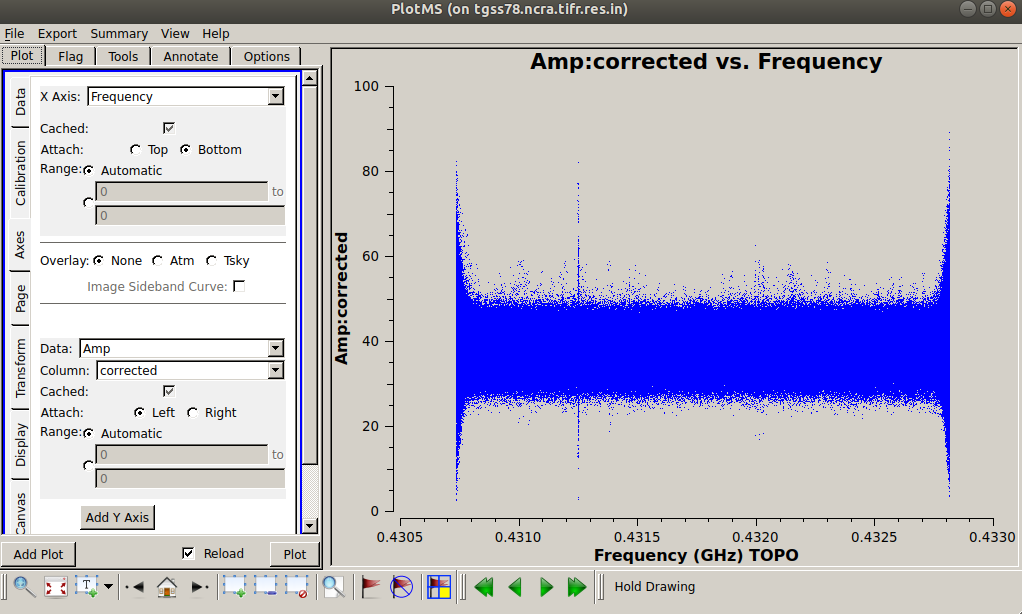 PlotMS (on tgss78.ncra.tifr.res.in)
File Export Summary View Help
Plot Flag Tools Annotate Options
Data
Calibration
Axes
Page
Transform
Display
Canvas
X Axis: Frequency
Cached:
Attach: Top Bottom
Range: Automatic
0 to
0
Overlay: None Atm Tsky
Image Sideband Curve:
Data: Amp
Column: corrected
Cached:
Attach: Left Right
Range: Automatic
0 to
0
Add Y Axis
Add Plot Reload Plot
Amp:corrected vs. Frequency
Amp:corrected
100
80
60
40
20
0
0.4305 0.4310 0.4315 0.4320 0.4325 0.4330
Frequency (GHz) TOPO
T
Hold Drawing